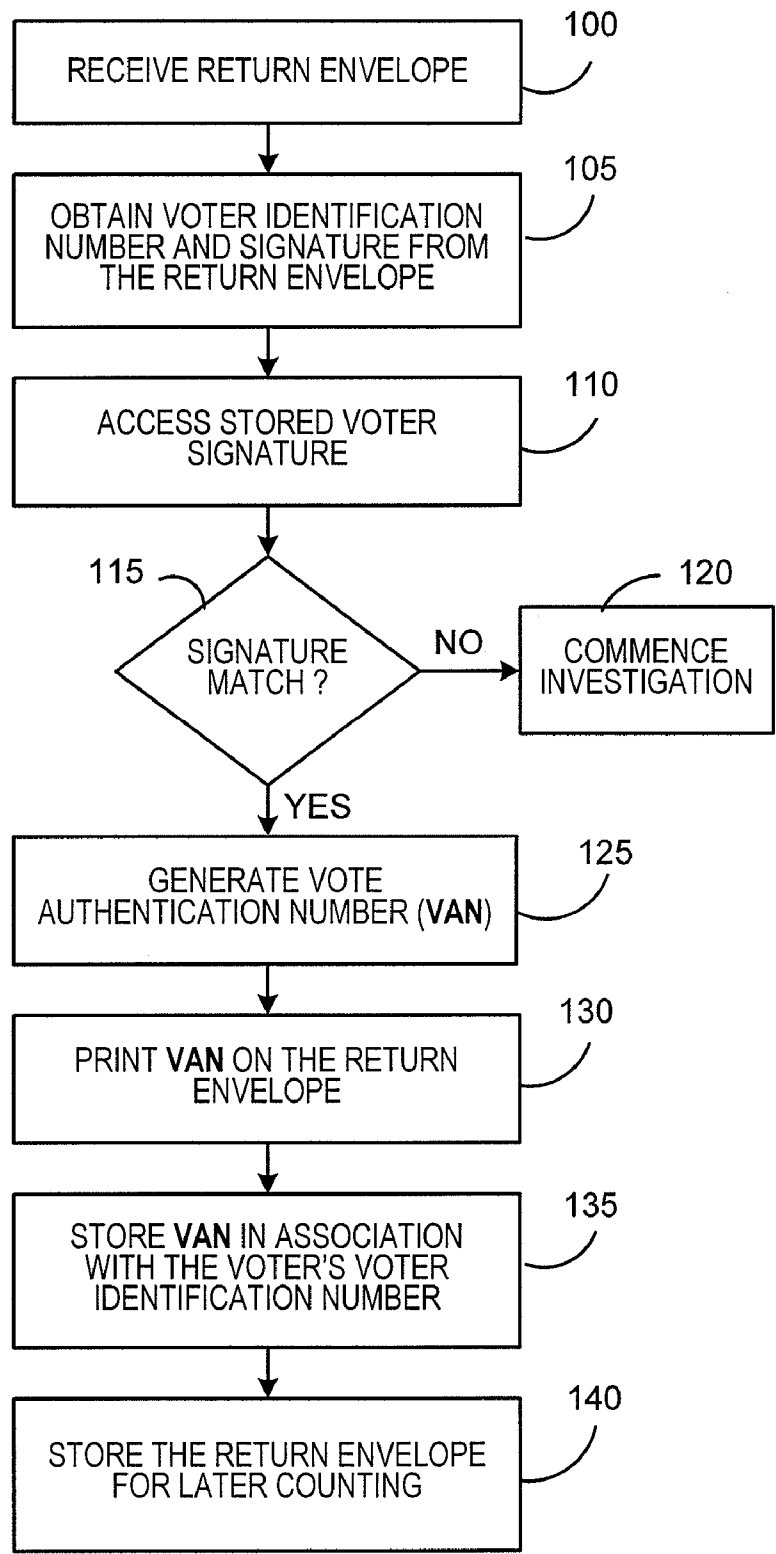 100
RECEIVE RETURN ENVELOPE
105
OBTAIN VOTER IDENTIFICATION
NUMBER AND SIGNATURE FROM
THE RETURN ENVELOPE
110
ACCESS STORED VOTER
SIGNATURE
115
SIGNATURE
MATCH ?
NO
120
COMMENCE
INVESTIGATION
YES
125
GENERATE VOTE
AUTHENTICATION NUMBER (VAN)
130
PRINT VAN ON THE RETURN
ENVELOPE
135
STORE VAN IN ASSOCIATION
WITH THE VOTER'S VOTER
IDENTIFICATION NUMBER
140
STORE THE RETURN ENVELOPE
FOR LATER COUNTING